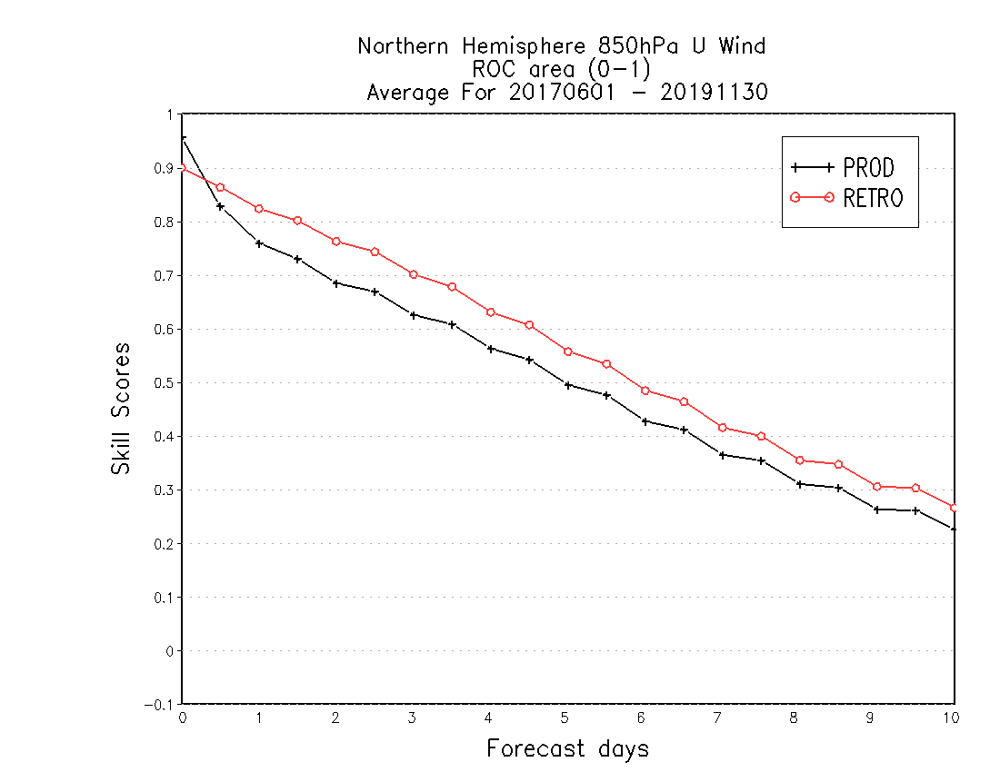 Northern Hemisphere 850hPa U Wind
ROC area (0-1)
Average For 20170601 - 20191130
PROD
RETRO
Skill Scores
1
0.9
0.8
0.7
0.6
0.5
0.4
0.3
0.2
0.1
0
-0.1
0 1 2 3 4 5 6 7 8 9 10
Forecast days